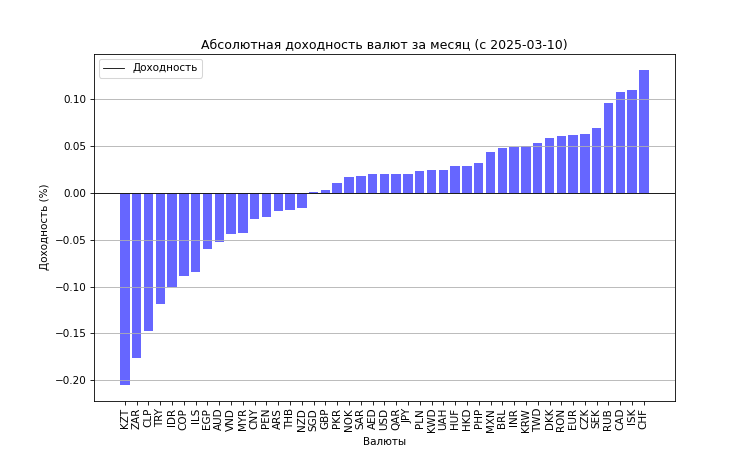 Абсолютная доходность валют за месяц (с 2025-03-10)
Доходность
0.10
0.05
0.00
−0.05
−0.10
−0.15
−0.20
Доходность (%)
KZT
ZAR
CLP
TRY
IDR
COP
ILS
EGP
AUD
VND
MYR
CNY
PEN
ARS
THB
NZD
SGD
GBP
PKR
NOK
SAR
AED
USD
QAR
JPY
PLN
KWD
UAH
HUF
HKD
PHP
MXN
BRL
INR
KRW
TWD
DKK
RON
EUR
CZK
SEK
RUB
CAD
ISK
CHF
Валюты